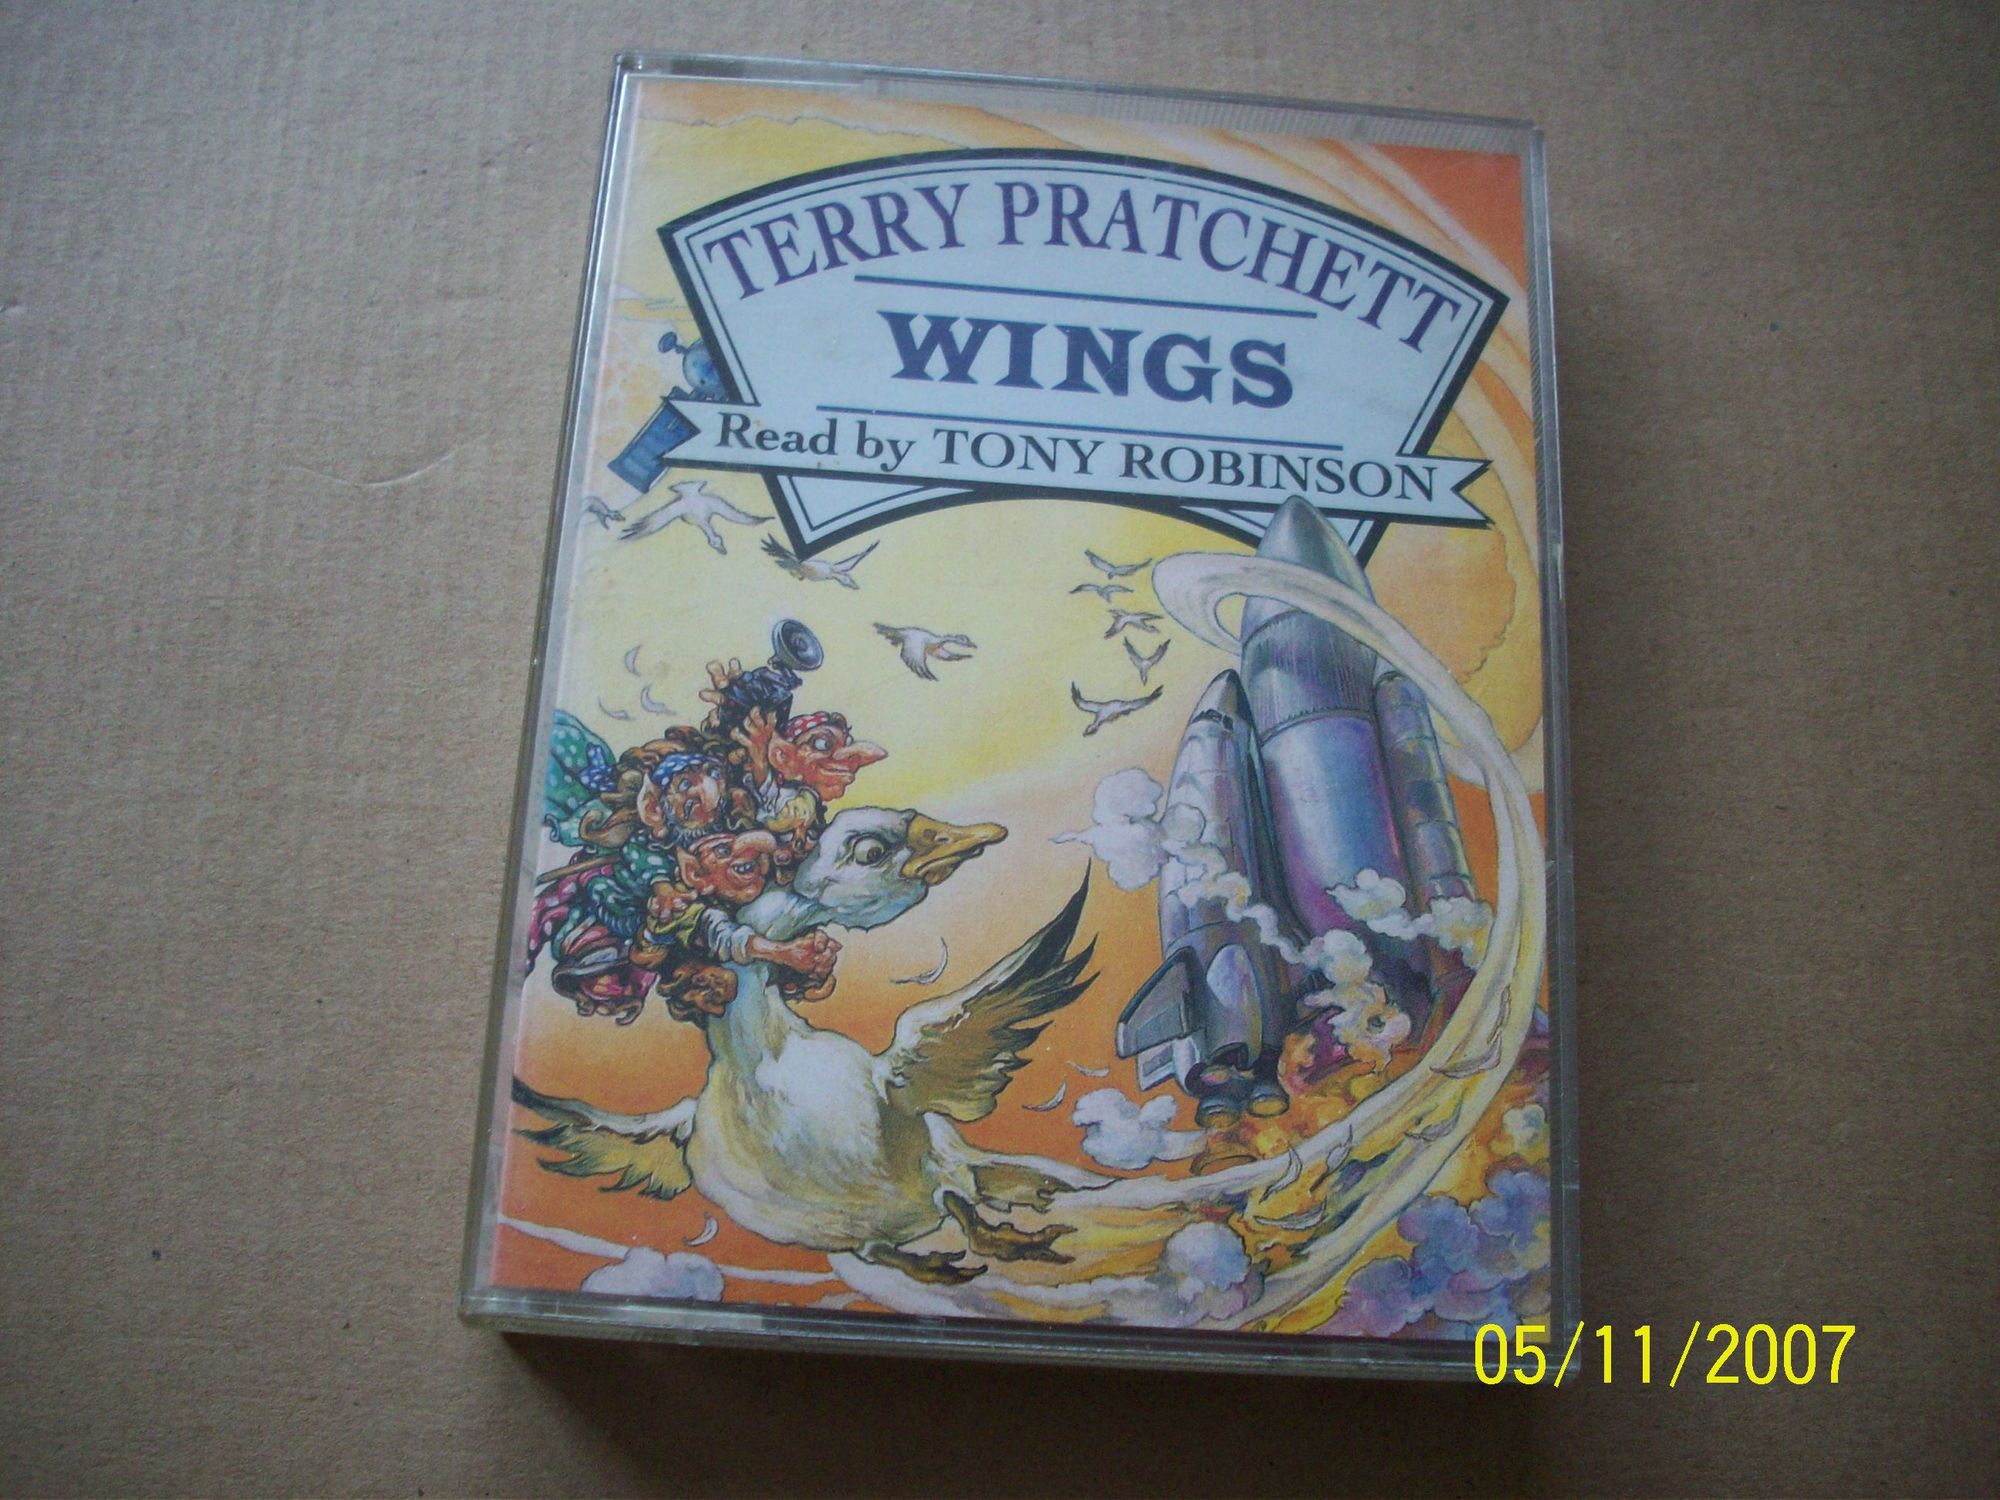 TERRY PRATCHETT
WINGS
Read by TONY ROBINSON
05/11/2007